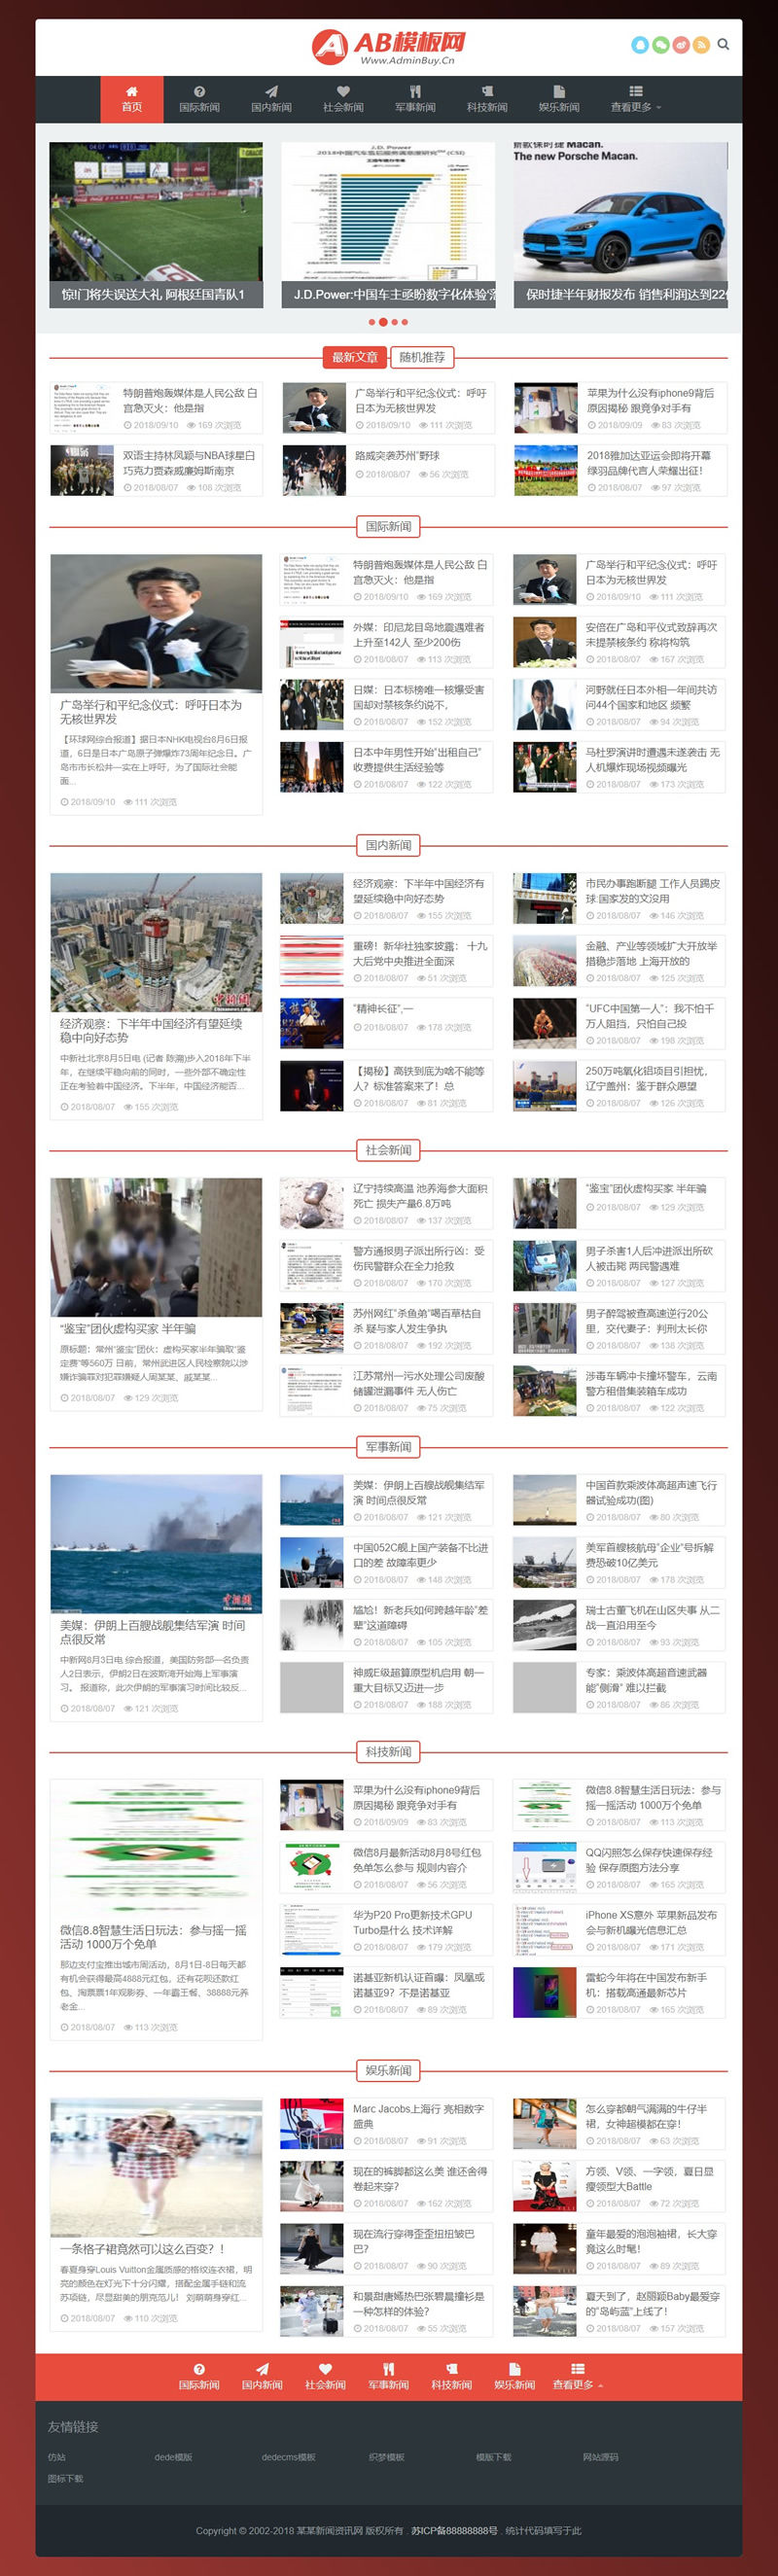 AB模板网
Www.AdminBuy.Cn
首页
国际新闻
国内新闻
社会新闻
军事新闻
科技新闻
娱乐新闻
查看更多
J.D. Power
2018中国汽车售后服务满意度研究 (CSI)
The new Porsche Macan.
惊!门将失误送大礼 阿根廷国青队1
J.D.Power:中国车主亟盼数字化体验
保时捷半年财报发布 销售利润达到22
最新文章
随机推荐
特朗普炮轰媒体是人民公敌 白
宫急灭火：他是指
2018/09/10 169 次浏览
广岛举行和平纪念仪式：呼吁
日本为无核世界发
2018/09/10 111 次浏览
苹果为什么没有iphone9背后
原因揭秘 跟竞争对手有
2018/09/09 83 次浏览
双语主持林凤颖与NBA球星白
巧克力贾森威廉姆斯南京
2018/08/07 108 次浏览
路威突袭苏州“野球
2018/08/07 56 次浏览
2018雅加达亚运会即将开幕
绿羽品牌代言人荣耀出征！
2018/08/07 97 次浏览
国际新闻
广岛举行和平纪念仪式：呼吁日本为
无核世界发
【环球网综合报道】据日本NHK电视台8月6日报
道，6日是日本广岛原子弹爆炸73周年纪念日。广
岛市市长松井一实在上呼吁，为了国际社会能
面...
2018/09/10 111 次浏览
特朗普炮轰媒体是人民公敌 白
宫急灭火：他是指
2018/09/10 169 次浏览
广岛举行和平纪念仪式：呼吁
日本为无核世界发
2018/09/10 111 次浏览
外媒：印尼龙目岛地震遇难者
上升至142人 至少200伤
2018/08/07 113 次浏览
安倍在广岛和平仪式致辞再次
未提禁核条约 称将构筑
2018/08/07 167 次浏览
日媒：日本标榜唯一核爆受害
国却对禁核条约说不，
2018/08/07 152 次浏览
河野就任日本外相一年间共访
问44个国家和地区 频繁
2018/08/07 94 次浏览
日本中年男性开始“出租自己”
收费提供生活经验等
2018/08/07 122 次浏览
马杜罗演讲时遭遇未遂袭击 无
人机爆炸现场视频曝光
2018/08/07 173 次浏览
国内新闻
经济观察：下半年中国经济有望延续
稳中向好态势
中新社北京8月5日电 (记者 陈溯)步入2018年下半
年，在继续平稳向前的同时，一些外部不确定性
正在考验着中国经济。下半年，中国经济能否...
2018/08/07 155 次浏览
经济观察：下半年中国经济有
望延续稳中向好态势
2018/08/07 155 次浏览
市民办事跑断腿 工作人员踢皮
球:国家发的文没用
2018/08/07 146 次浏览
重磅！新华社独家披露： 十九
大后党中央推进全面深
2018/08/07 51 次浏览
金融、产业等领域扩大开放举
措稳步落地 上海开放的
2018/08/07 125 次浏览
“精神长征”,一
2018/08/07 178 次浏览
“UFC中国第一人”：我不怕千
万人阻挡，只怕自己投
2018/08/07 198 次浏览
【揭秘】高铁到底为啥不能等
人？标准答案来了！总
2018/08/07 81 次浏览
250万吨氧化铝项目引担忧，
辽宁盖州：鉴于群众愿望
2018/08/07 126 次浏览
社会新闻
“鉴宝”团伙虚构买家 半年骗
原标题：常州“鉴宝”团伙：虚构买家半年骗取“鉴
定费”等560万 日前，常州武进区人民检察院以涉
嫌诈骗罪对犯罪嫌疑人周某某、戚某某...
2018/08/07 129 次浏览
辽宁持续高温 池养海参大面积
死亡 损失产量6.8万吨
2018/08/07 137 次浏览
“鉴宝”团伙虚构买家 半年骗
2018/08/07 129 次浏览
警方通报男子派出所行凶：受
伤民警群众在全力抢救
2018/08/07 170 次浏览
男子杀害1人后冲进派出所砍
人被击毙 两民警遇难
2018/08/07 127 次浏览
苏州网红“杀鱼弟”喝百草枯自
杀 疑与家人发生争执
2018/08/07 192 次浏览
男子醉驾被查高速逆行20公
里，交代妻子：判刑太长你
2018/08/07 138 次浏览
江苏常州一污水处理公司废酸
储罐泄漏事件 无人伤亡
2018/08/07 75 次浏览
涉毒车辆冲卡撞坏警车，云南
警方租借集装箱车成功
2018/08/07 122 次浏览
军事新闻
美媒：伊朗上百艘战舰集结军演 时间
点很反常
中新网8月3日电 综合报道，美国防务部一名负责
人2日表示，伊朗2日在波斯湾开始海上军事演
习。 报道称，此次伊朗的军事演习时间比较反...
2018/08/07 121 次浏览
美媒：伊朗上百艘战舰集结军
演 时间点很反常
2018/08/07 121 次浏览
中国首款乘波体高超声速飞行
器试验成功(图)
2018/08/07 80 次浏览
中国052C舰上国产装备不比进
口的差 故障率更少
2018/08/07 148 次浏览
美军首艘核航母“企业”号拆解
费恐破10亿美元
2018/08/07 178 次浏览
尴尬！新老兵如何跨越年龄“差
辈”这道障碍
2018/08/07 105 次浏览
瑞士古董飞机在山区失事 从二
战一直沿用至今
2018/08/07 93 次浏览
神威E级超算原型机启用 朝一
重大目标又迈进一步
2018/08/07 188 次浏览
专家：乘波体高超音速武器
能“侧滑” 难以拦截
2018/08/07 86 次浏览
科技新闻
微信8.8智慧生活日玩法：参与摇一摇
活动 1000万个免单
那边支付宝推出城市周活动，8月1日-8日每天都
有机会获得最高4888元红包，还有花呗还款红
包、淘票票1年观影券、一年霸王餐、38888元养
老金...
2018/08/07 113 次浏览
苹果为什么没有iphone9背后
原因揭秘 跟竞争对手有
2018/09/09 83 次浏览
微信8.8智慧生活日玩法：参与
摇一摇活动 1000万个免单
2018/08/07 113 次浏览
微信8月最新活动8月8号红包
免单怎么参与 规则内容介
2018/08/07 56 次浏览
QQ闪照怎么保存快速保存经
验 保存原图方法分享
2018/08/07 165 次浏览
华为P20 Pro更新技术GPU
Turbo是什么 技术详解
2018/08/07 179 次浏览
iPhone XS意外 苹果新品发布
会与新机曝光信息汇总
2018/08/07 171 次浏览
诺基亚新机认证首曝：凤凰或
诺基亚9？不是诺基亚
2018/08/07 89 次浏览
雷蛇今年将在中国发布新手
机：搭载高通最新芯片
2018/08/07 165 次浏览
娱乐新闻
一条格子裙竟然可以这么百变？！
春夏身穿Louis Vuitton金属质感的格纹连衣裙，明
亮的颜色在灯光下十分闪耀，搭配金属手链和流
苏项链，尽显甜美的朋克范儿！ 刘萌萌身穿红...
2018/08/07 110 次浏览
Marc Jacobs上海行 亮相数字
盛典
2018/08/07 91 次浏览
怎么穿都朝气满满的牛仔半
裙，女神超模都在穿！
2018/08/07 63 次浏览
现在的裤脚都这么美 谁还舍得
卷起来穿?
2018/08/07 162 次浏览
方领、V领、一字领，夏日显
瘦领型大Battle
2018/08/07 72 次浏览
现在流行穿得歪歪扭扭皱巴
巴?
2018/08/07 90 次浏览
童年最爱的泡泡袖裙，长大穿
竟这么时髦！
2018/08/07 89 次浏览
和景甜唐嫣热巴张碧晨撞衫是
一种怎样的体验?
2018/08/07 55 次浏览
夏天到了，赵丽颖Baby最爱穿
的“岛屿蓝”上线了！
2018/08/07 157 次浏览
国际新闻
国内新闻
社会新闻
军事新闻
科技新闻
娱乐新闻
查看更多
友情链接
仿站
dede模版
dedecms模板
织梦模板
模版下载
网站源码
图标下载
Copyright © 2002-2018 某某新闻资讯网 版权所有 . 苏ICP备88888888号 . 统计代码填写于此